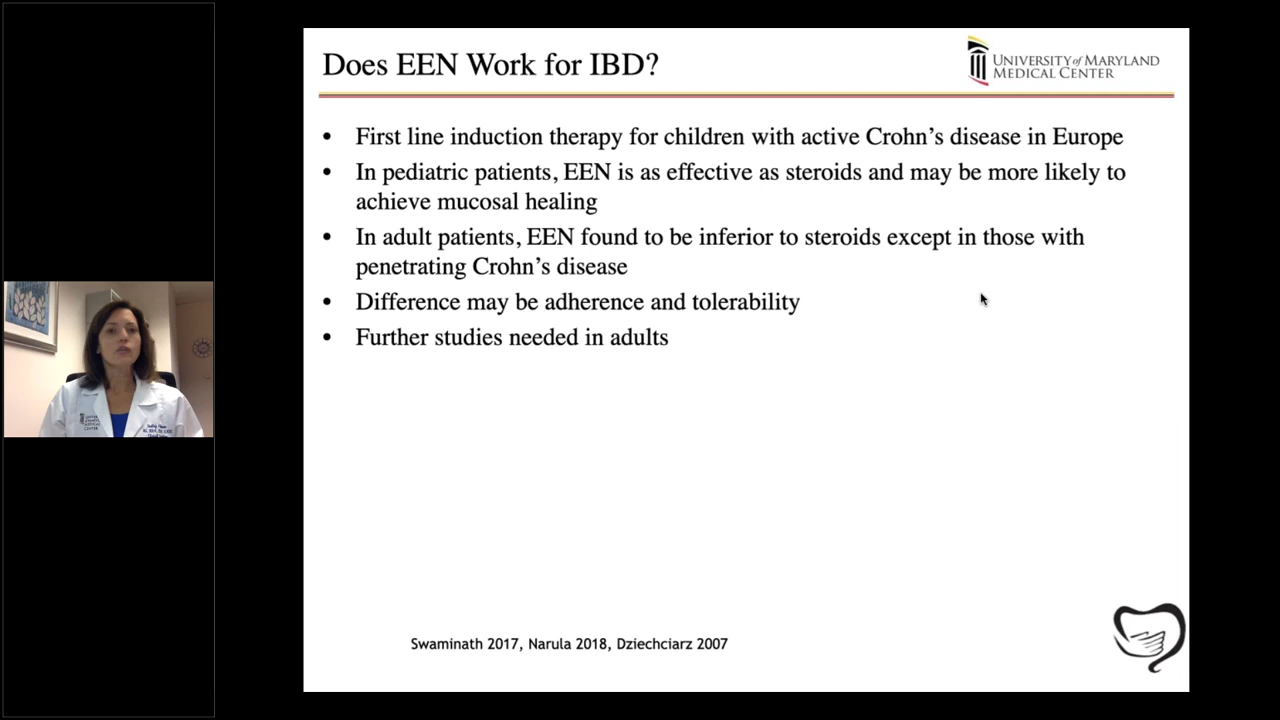 Does EEN Work for IBD?
UNIVERSITY of MARYLAND
MEDICAL CENTER
• First line induction therapy for children with active Crohn’s disease in Europe
• In pediatric patients, EEN is as effective as steroids and may be more likely to
achieve mucosal healing
• In adult patients, EEN found to be inferior to steroids except in those with
penetrating Crohn’s disease
• Difference may be adherence and tolerability
• Further studies needed in adults
Swaminath 2017, Narula 2018, Dziechciarz 2007